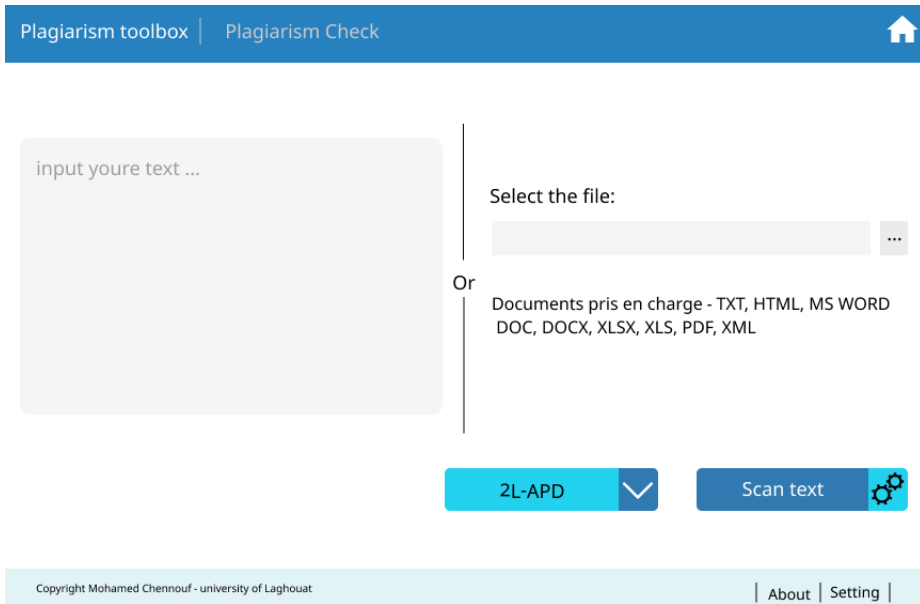 Plagiarism toolbox | Plagiarism Check
input youre text ...
Select the file:
...
Or
Documents pris en charge - TXT, HTML, MS WORD
DOC, DOCX, XLSX, XLS, PDF, XML
2L-APD
Scan text
Copyright Mohamed Chennouf - university of Laghouat
| About | Setting |